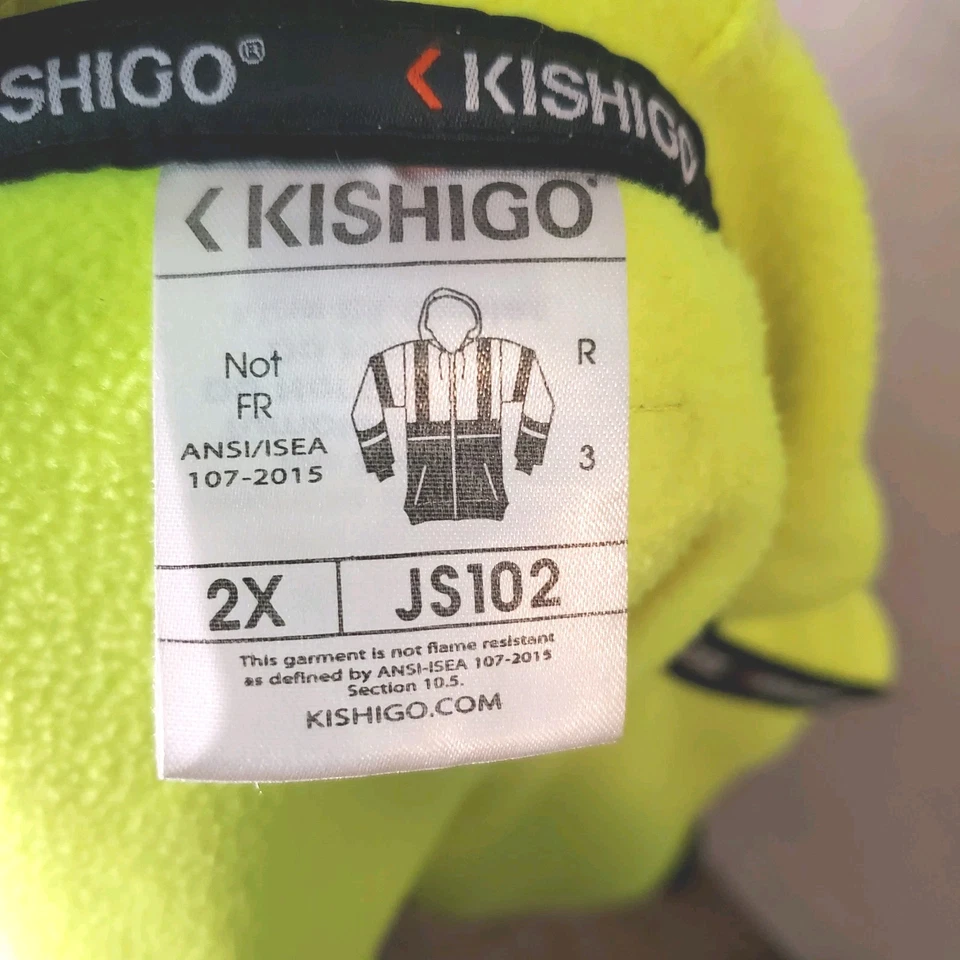 SHIGO®
KISHIGO
KISHIGO
Not
FR
ANSI/ISEA
107-2015
R
3
2X
JS102
This garment is not flame resistant
as defined by ANSI-ISEA 107-2015
Section 10.5.
KISHIGO.COM